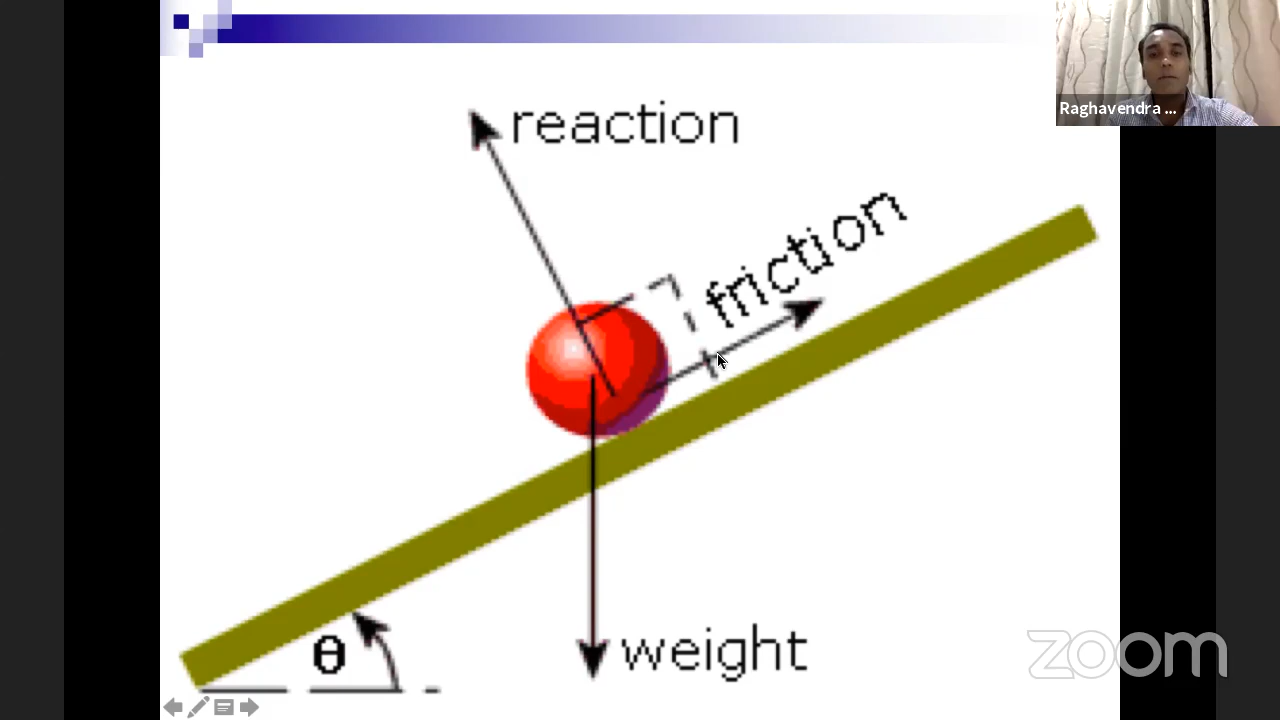 Raghavendra ...
reaction
friction
θ
weight
zoom